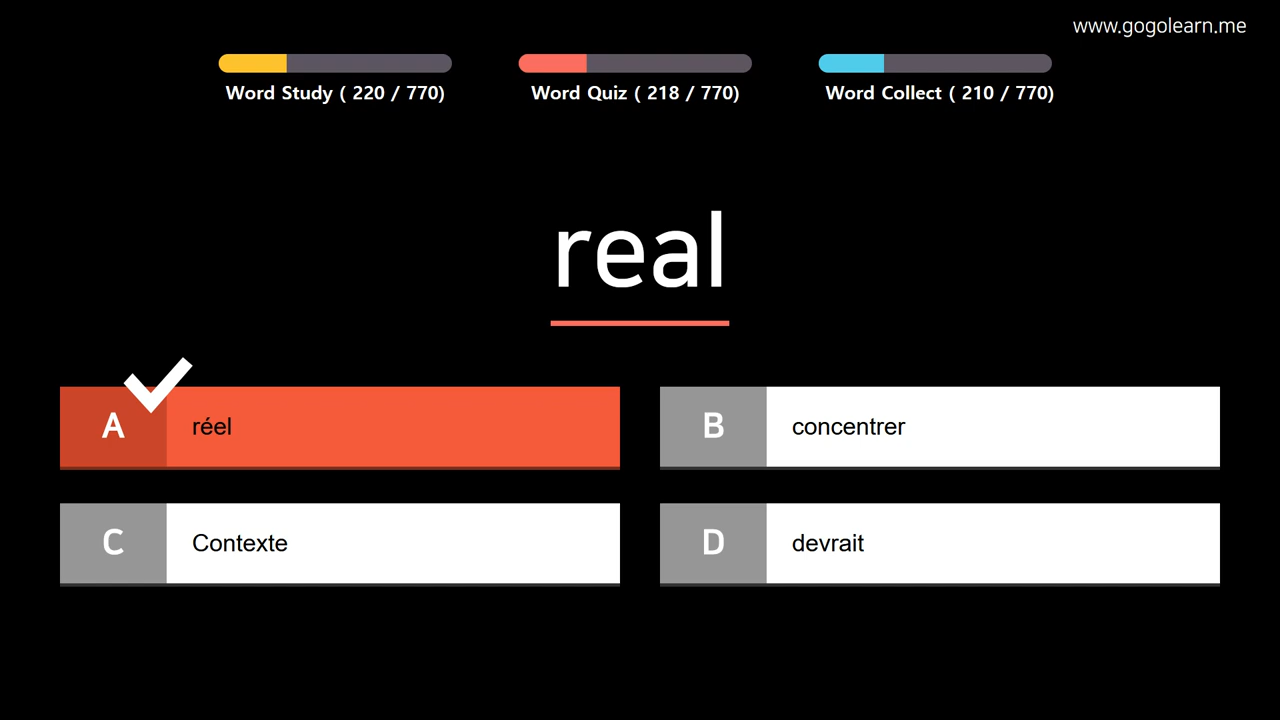 www.gogolearn.me
Word Study ( 220 / 770)
Word Quiz ( 218 / 770)
Word Collect ( 210 / 770)
real
A réel
B concentrer
C Contexte
D devrait